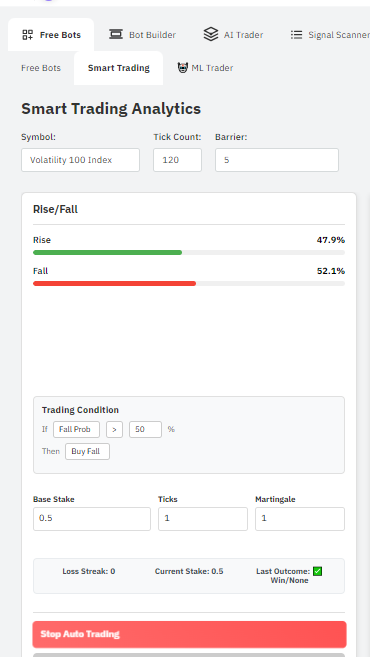 Free Bots Bot Builder AI Trader Signal Scanner
Free Bots Smart Trading ML Trader
Smart Trading Analytics
Symbol: Tick Count: Barrier:
Volatility 100 Index 120 5
Rise/Fall
Rise 47.9%
Fall 52.1%
Trading Condition
If Fall Prob > 50 %
Then Buy Fall
Base Stake Ticks Martingale
0.5 1 1
Loss Streak: 0 Current Stake: 0.5 Last Outcome: ✅
Win/None
Stop Auto Trading